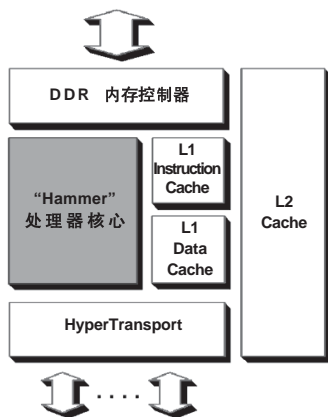 DDR 内存控制器
“Hammer”
处理器核心
L1
Instruction
Cache
L1
Data
Cache
L2
Cache
HyperTransport
....